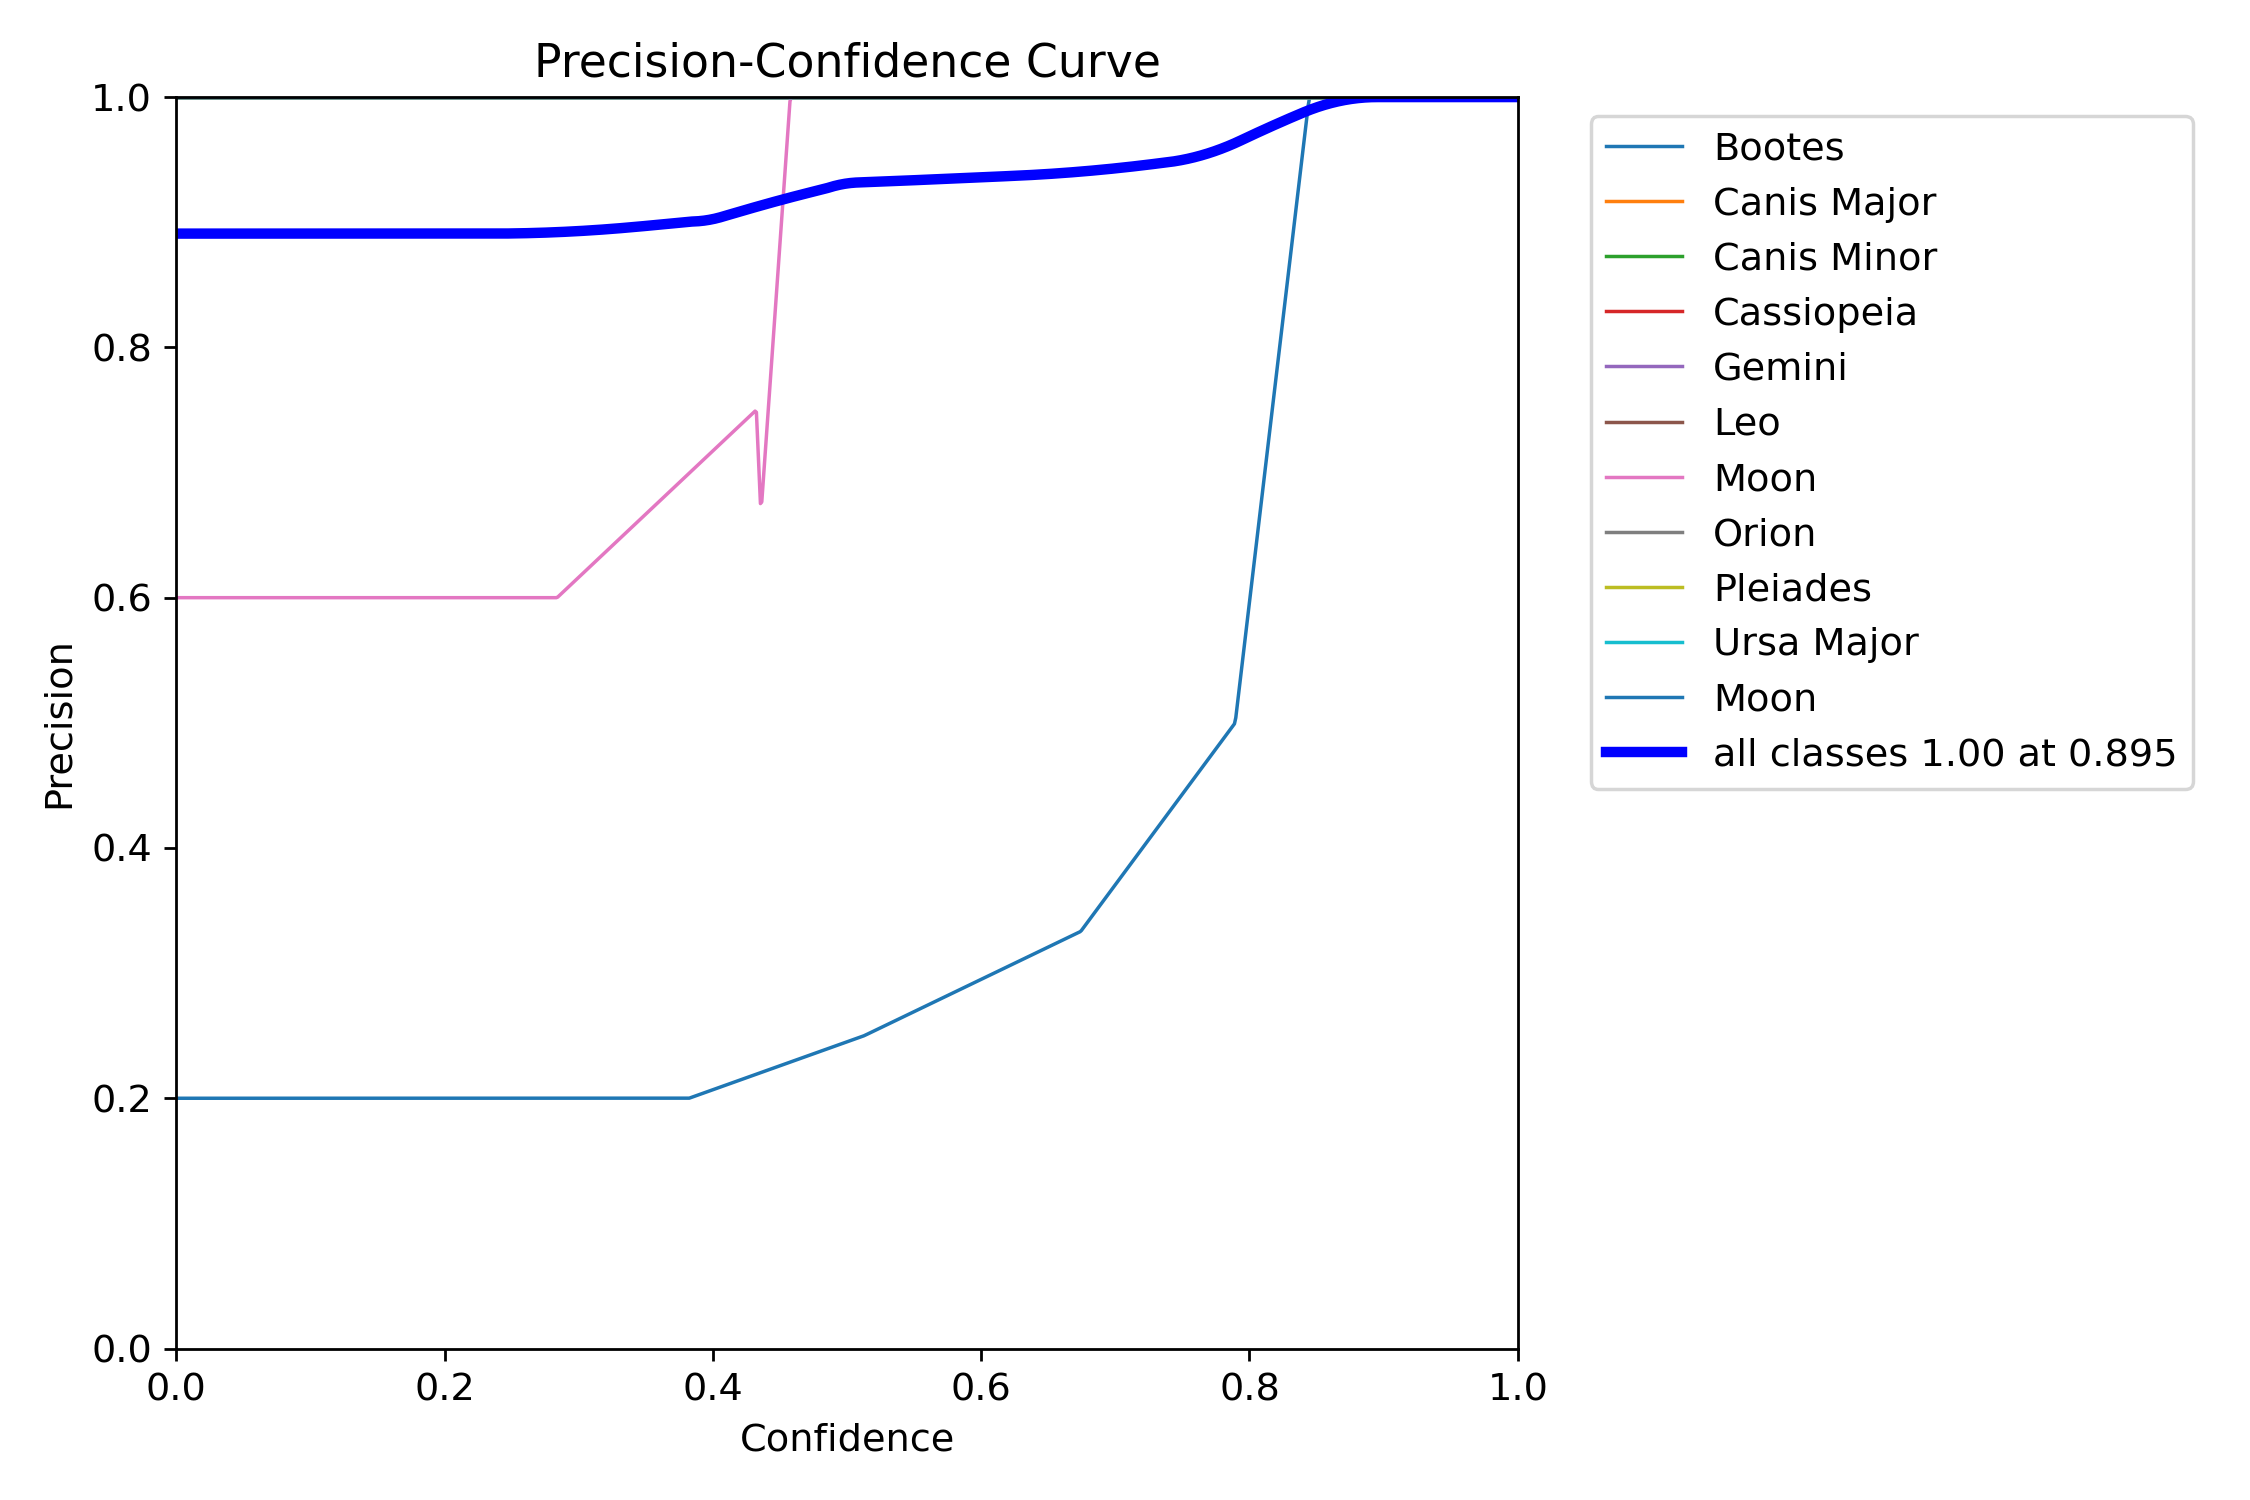 Precision-Confidence Curve
1.0
0.8
0.6
0.4
0.2
0.0
Precision
0.0 0.2 0.4 0.6 0.8 1.0
Confidence
Bootes
Canis Major
Canis Minor
Cassiopeia
Gemini
Leo
Moon
Orion
Pleiades
Ursa Major
Moon
all classes 1.00 at 0.895